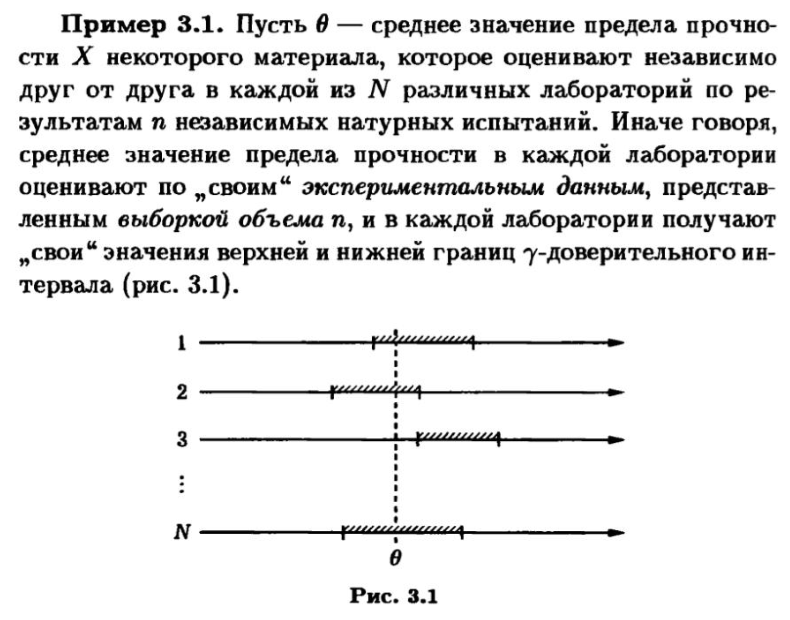 Пример 3.1. Пусть θ — среднее значение предела прочно-
сти X некоторого материала, которое оценивают независимо
друг от друга в каждой из N различных лабораторий по ре-
зультатам n независимых натурных испытаний. Иначе говоря,
среднее значение предела прочности в каждой лаборатории
оценивают по „своим“ экспериментальным данным, представ-
ленным выборкой объема n, и в каждой лаборатории получают
„свои“ значения верхней и нижней границ γ-доверительного ин-
тервала (рис. 3.1).
1
2
3
⋮
N
θ
Рис. 3.1